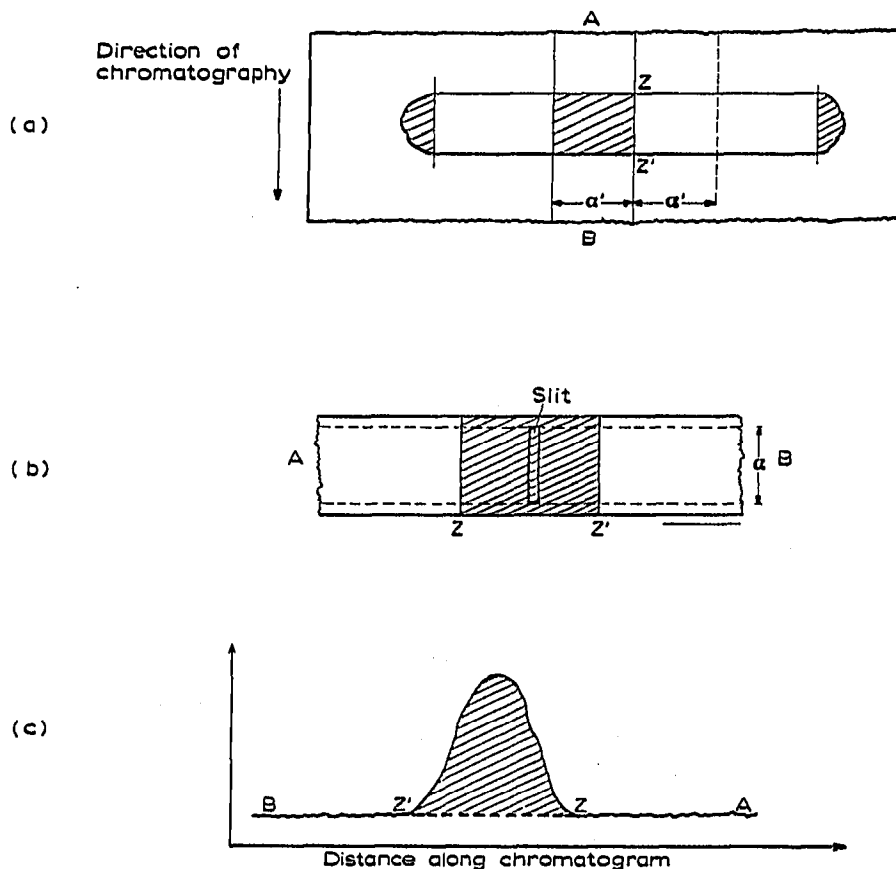 A
Direction of
chromatography
(a)
Z
Z'
α' α'
B
Slit
(b)
A
α
B
Z Z'
(c)
B Z' Z A
Distance along chromatogram